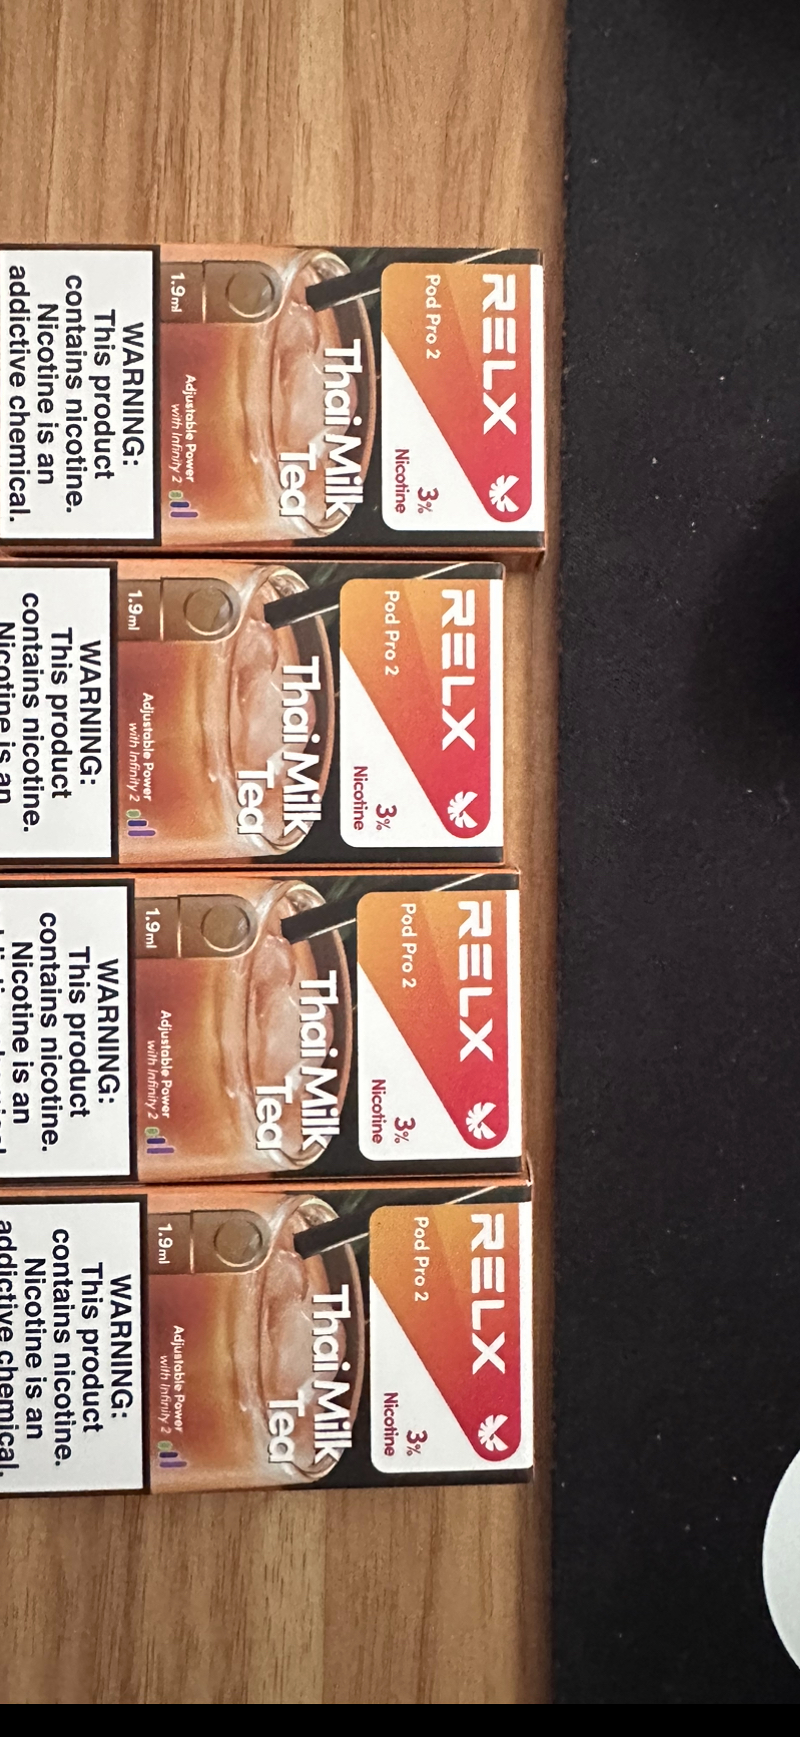 RELX
Pod Pro 2
3%
Nicotine
Thai Milk
Tea
1.9ml
Adjustable Power
with Infinity 2
WARNING:
This product
contains nicotine.
Nicotine is an
addictive chemical.
RELX
Pod Pro 2
3%
Nicotine
Thai Milk
Tea
1.9ml
Adjustable Power
with Infinity 2
WARNING:
This product
contains nicotine.
Nicotine is an
RELX
Pod Pro 2
3%
Nicotine
Thai Milk
Tea
1.9ml
Adjustable Power
with Infinity 2
WARNING:
This product
contains nicotine.
Nicotine is an
RELX
Pod Pro 2
3%
Nicotine
Thai Milk
Tea
1.9ml
Adjustable Power
with Infinity 2
WARNING:
This product
contains nicotine.
Nicotine is an
addictive chemical.